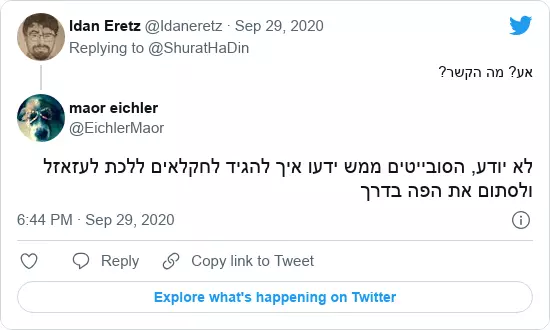 Idan Eretz @Idaneretz · Sep 29, 2020
Replying to @ShuratHaDin
אע? מה הקשר?
maor eichler
@EichlerMaor
לא יודע, הסובייטים ממש ידעו איך להגיד לחקלאים ללכת לעזאזל
ולסתום את הפה בדרך
6:44 PM · Sep 29, 2020
Reply
Copy link to Tweet
Explore what's happening on Twitter